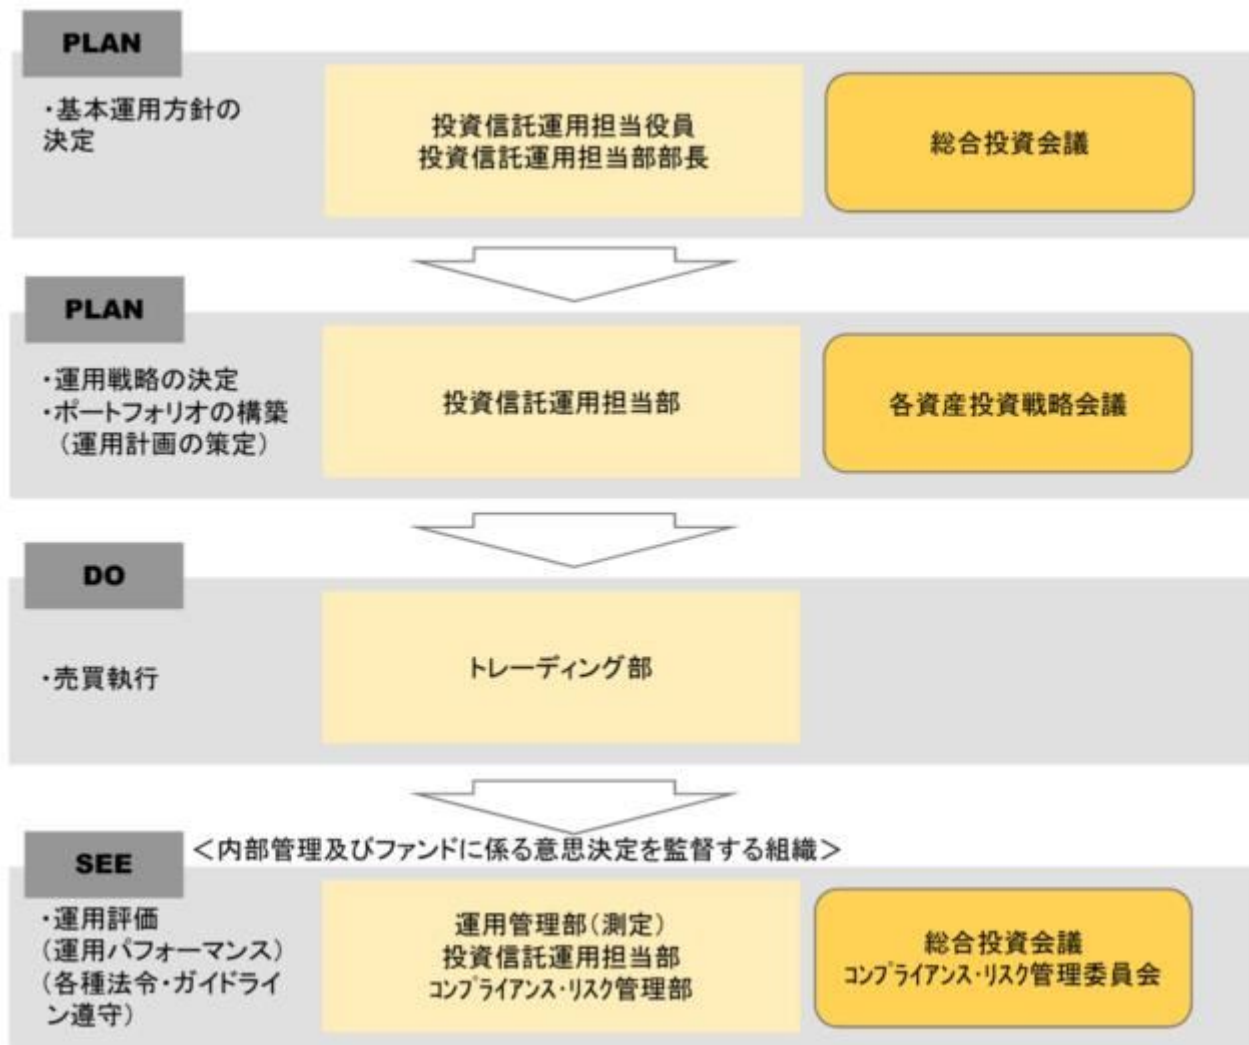 PLAN
・基本運用方針の
決定
投資信託運用担当役員
投資信託運用担当部部長
総合投資会議
PLAN
・運用戦略の決定
・ポートフォリオの構築
（運用計画の策定）
投資信託運用担当部
各資産投資戦略会議
DO
・売買執行
トレーディング部
SEE
＜内部管理及びファンドに係る意思決定を監督する組織＞
・運用評価
（運用パフォーマンス）
（各種法令・ガイドライ
ン遵守）
運用管理部（測定）
投資信託運用担当部
ｺﾝﾌﾟﾗｲｱﾝｽ・ﾘｽｸ管理部
総合投資会議
ｺﾝﾌﾟﾗｲｱﾝｽ・ﾘｽｸ管理委員会